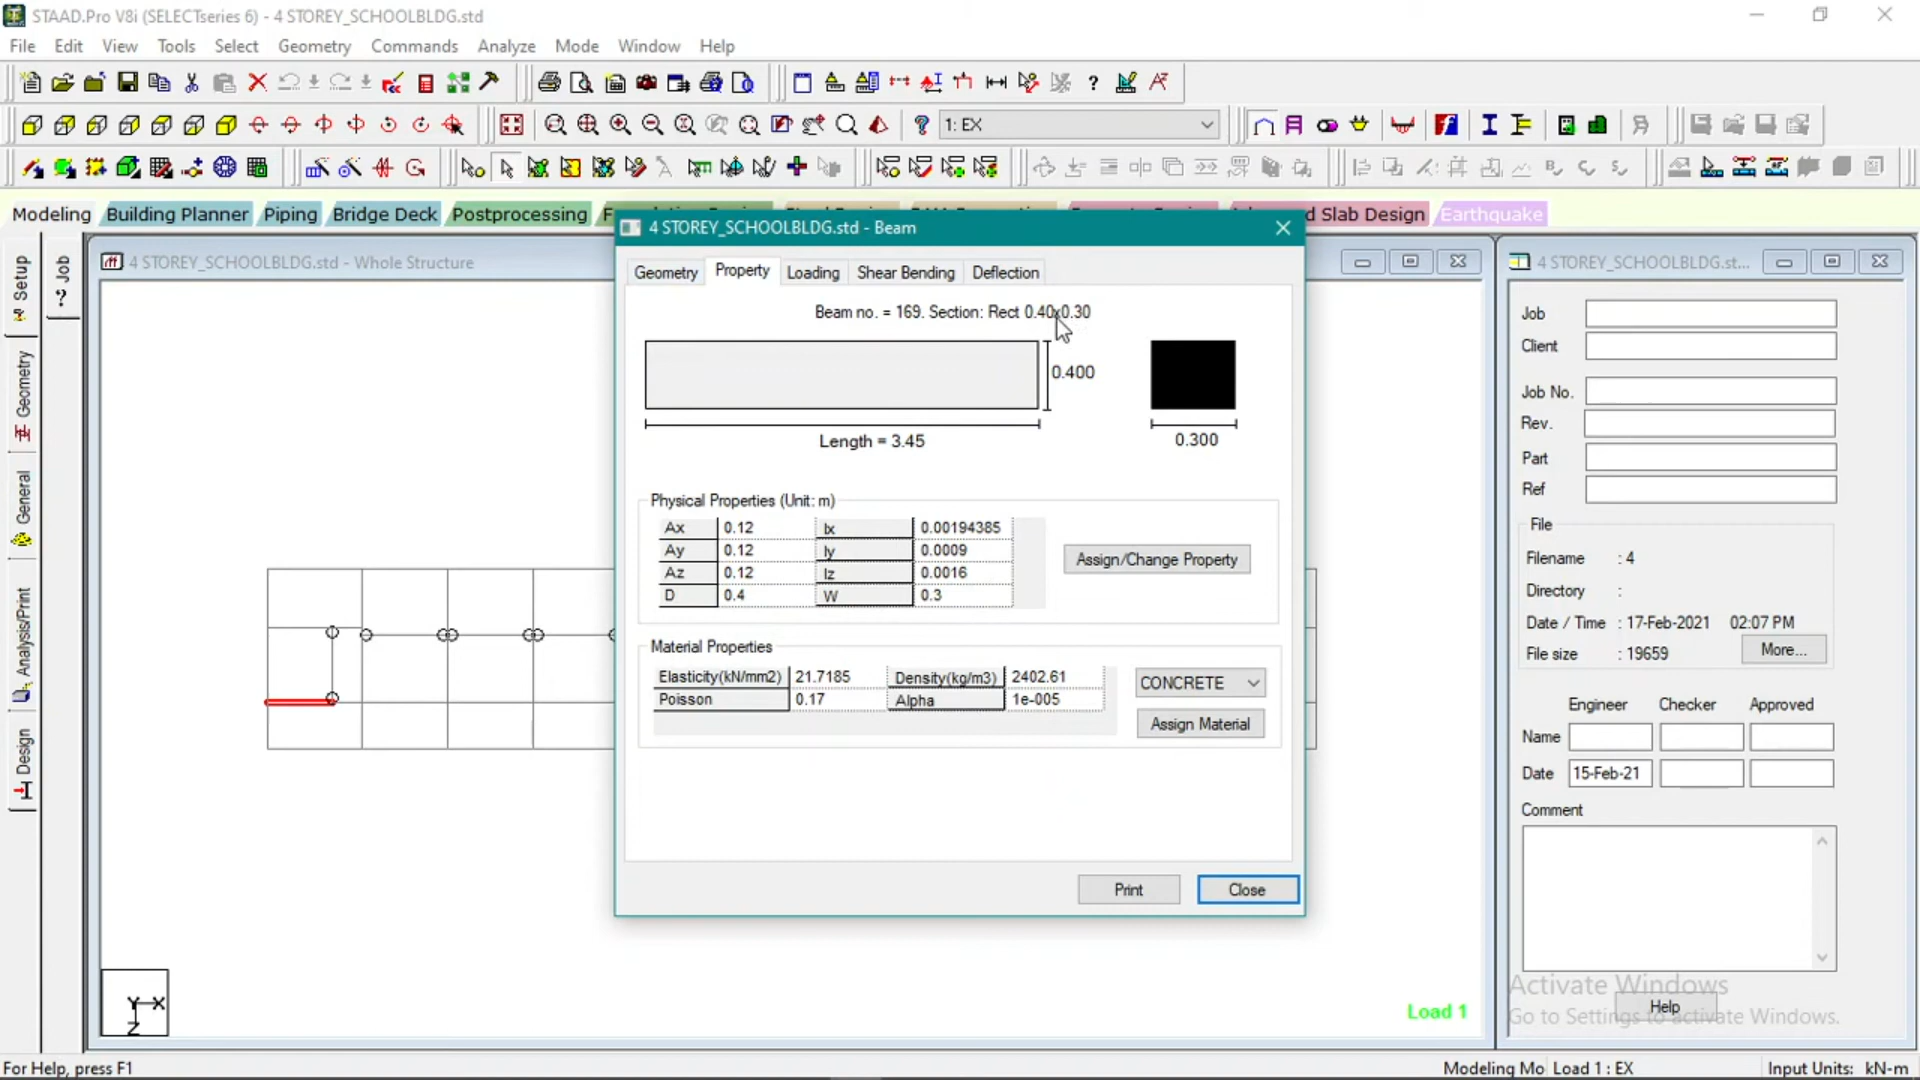 STAAD.Pro V8i (SELECTseries 6) - 4 STOREY_SCHOOLBLDG.std
File Edit View Tools Select Geometry Commands Analyze Mode Window Help
1: EX
Modeling Building Planner Piping Bridge Deck Postprocessing
d Slab Design Earthquake
Setup
Geometry
General
Analysis/Print
Design
Job
4 STOREY_SCHOOLBLDG.std - Whole Structure
Load 1
4 STOREY_SCHOOLBLDG.std - Beam
Geometry Property Loading Shear Bending Deflection
Beam no. = 169. Section: Rect 0.40x0.30
0.400
Length = 3.45
0.300
Physical Properties (Unit: m)
Ax 0.12 Ix 0.00194385
Ay 0.12 Iy 0.0009
Az 0.12 Iz 0.0016
D 0.4 W 0.3
Assign/Change Property
Material Properties
Elasticity(kN/mm2) 21.7185 Density(kg/m3) 2402.61
Poisson 0.17 Alpha 1e-005
CONCRETE
Assign Material
Print Close
Y X
Z
4 STOREY_SCHOOLBLDG.st...
Job
Client
Job No.
Rev.
Part
Ref
File
Filename : 4
Directory :
Date / Time : 17-Feb-2021 02:07 PM
File size : 19659
More...
Engineer Checker Approved
Name
Date 15-Feb-21
Comment
Help
Activate Windows
Go to Settings to activate Windows.
For Help, press F1
Modeling Mo Load 1 : EX Input Units: kN-m